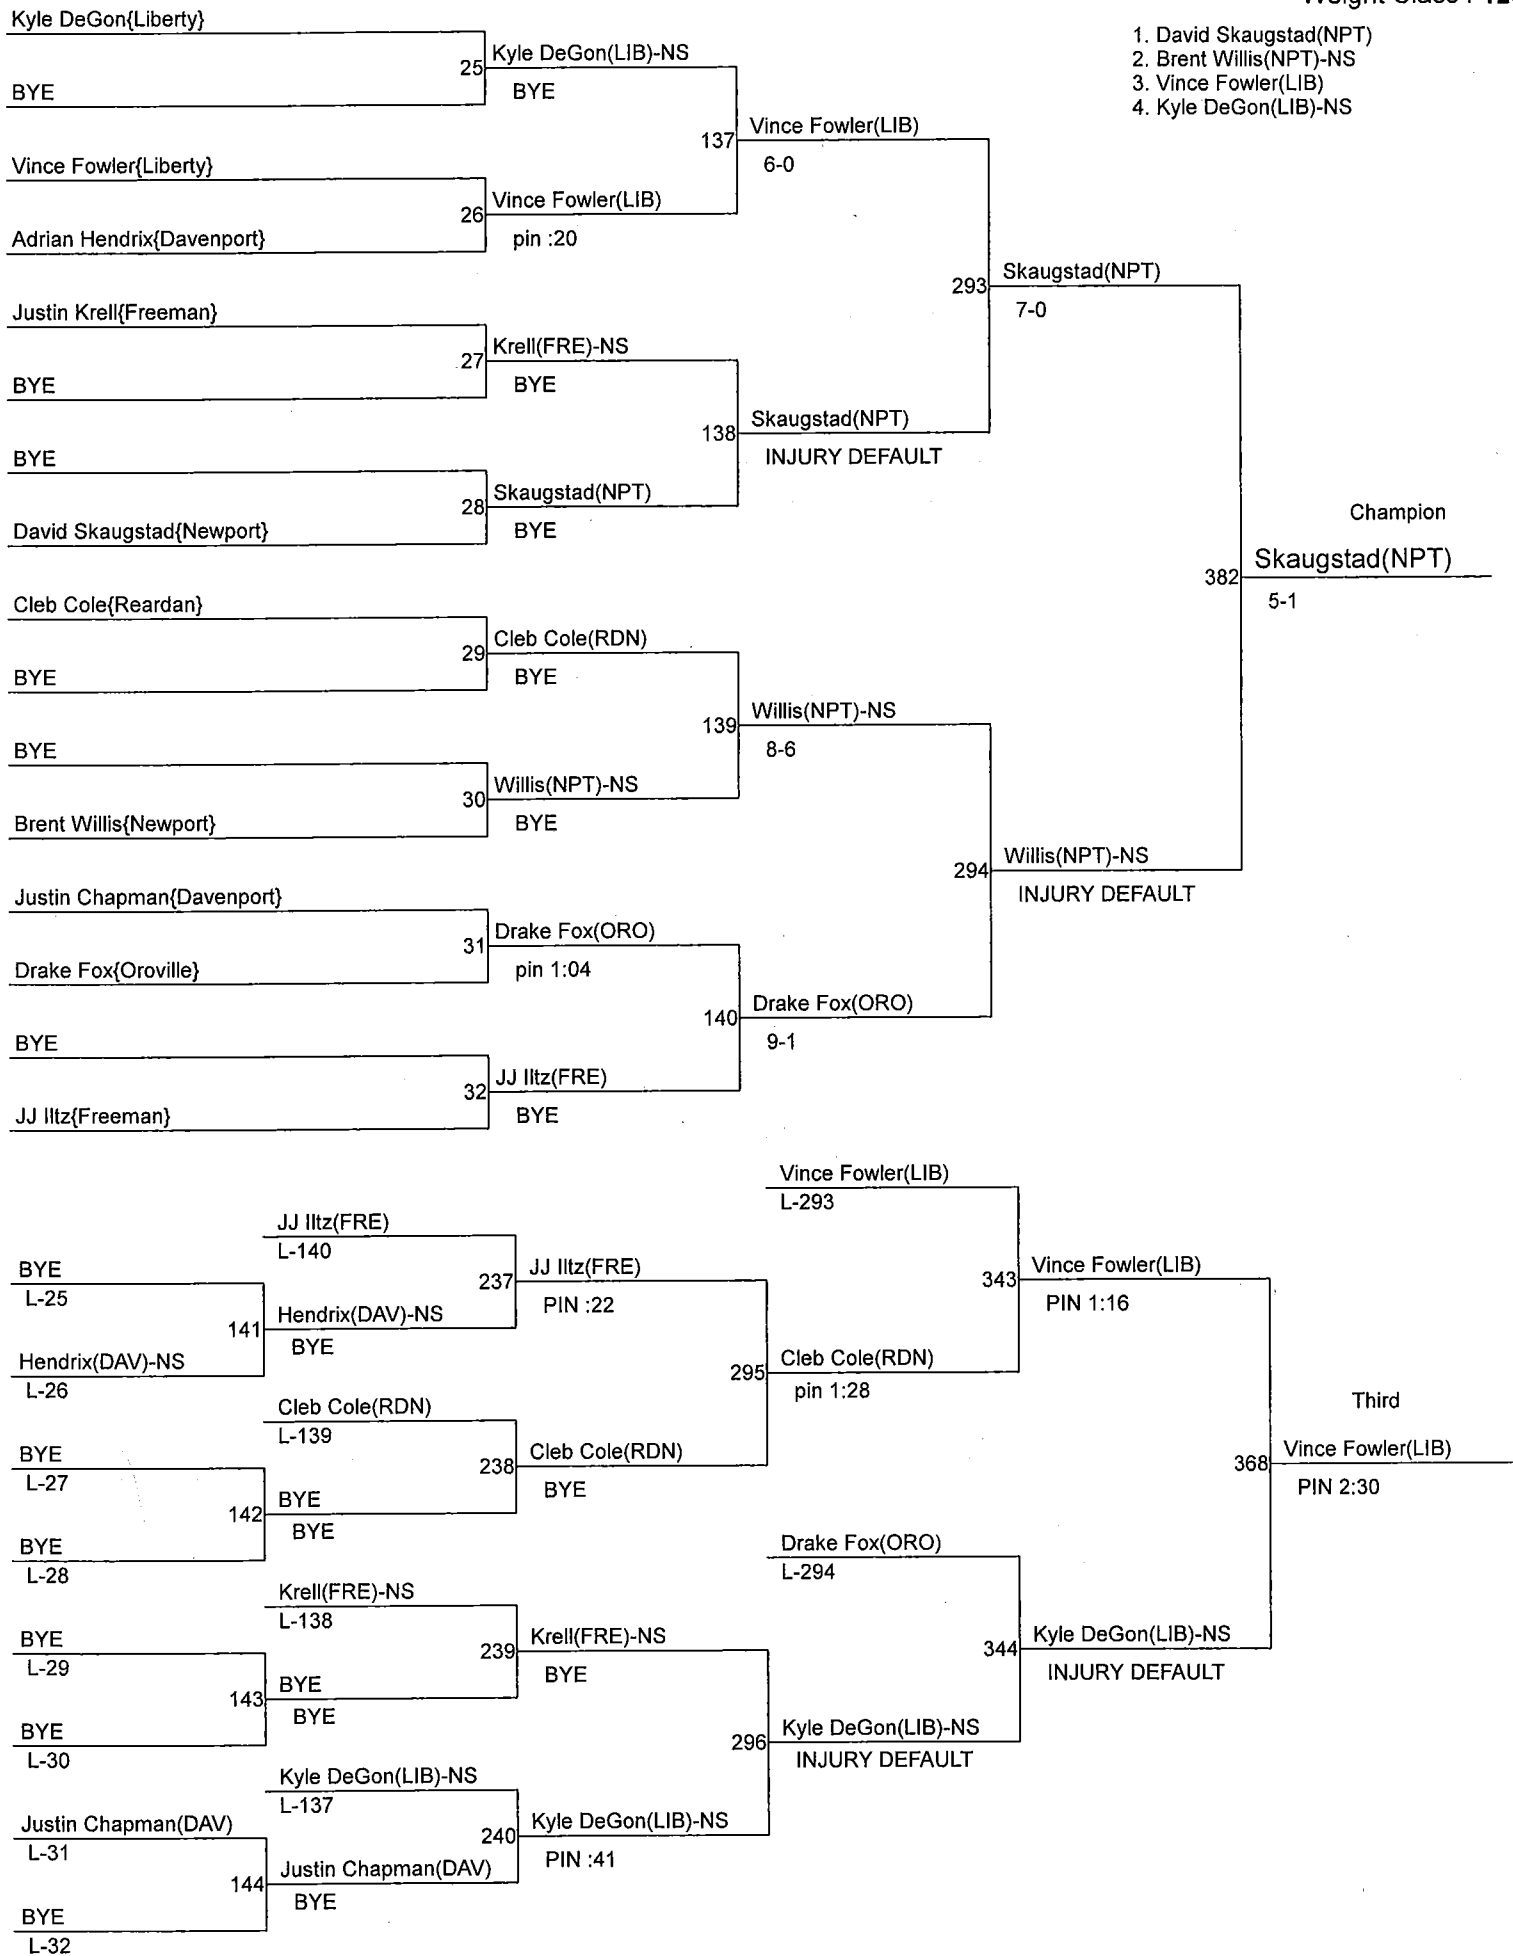 Weight Class : 12
1. David Skaugstad(NPT)
2. Brent Willis(NPT)-NS
3. Vince Fowler(LIB)
4. Kyle DeGon(LIB)-NS
Kyle DeGon{Liberty}
25
Kyle DeGon(LIB)-NS
BYE
BYE
137
Vince Fowler(LIB)
6-0
Vince Fowler{Liberty}
26
Vince Fowler(LIB)
pin :20
Adrian Hendrix{Davenport}
293
Skaugstad(NPT)
7-0
Justin Krell{Freeman}
27
Krell(FRE)-NS
BYE
BYE
138
Skaugstad(NPT)
INJURY DEFAULT
BYE
28
Skaugstad(NPT)
BYE
David Skaugstad{Newport}
Champion
382
Skaugstad(NPT)
5-1
Cleb Cole{Reardan}
29
Cleb Cole(RDN)
BYE
BYE
139
Willis(NPT)-NS
8-6
BYE
30
Willis(NPT)-NS
BYE
Brent Willis{Newport}
294
Willis(NPT)-NS
INJURY DEFAULT
Justin Chapman{Davenport}
31
Drake Fox(ORO)
pin 1:04
Drake Fox{Oroville}
140
Drake Fox(ORO)
9-1
BYE
32
JJ Iltz(FRE)
BYE
JJ Iltz{Freeman}
Vince Fowler(LIB)
L-293
JJ Iltz(FRE)
L-140
BYE
L-25
237
JJ Iltz(FRE)
PIN :22
343
Vince Fowler(LIB)
PIN 1:16
141
Hendrix(DAV)-NS
BYE
Hendrix(DAV)-NS
L-26
295
Cleb Cole(RDN)
pin 1:28
Cleb Cole(RDN)
L-139
Third
BYE
L-27
238
Cleb Cole(RDN)
BYE
368
Vince Fowler(LIB)
PIN 2:30
142
BYE
BYE
BYE
L-28
Drake Fox(ORO)
L-294
Krell(FRE)-NS
L-138
BYE
L-29
239
Krell(FRE)-NS
BYE
344
Kyle DeGon(LIB)-NS
INJURY DEFAULT
143
BYE
BYE
BYE
L-30
296
Kyle DeGon(LIB)-NS
INJURY DEFAULT
Kyle DeGon(LIB)-NS
L-137
Justin Chapman(DAV)
L-31
240
Kyle DeGon(LIB)-NS
PIN :41
144
Justin Chapman(DAV)
BYE
BYE
L-32